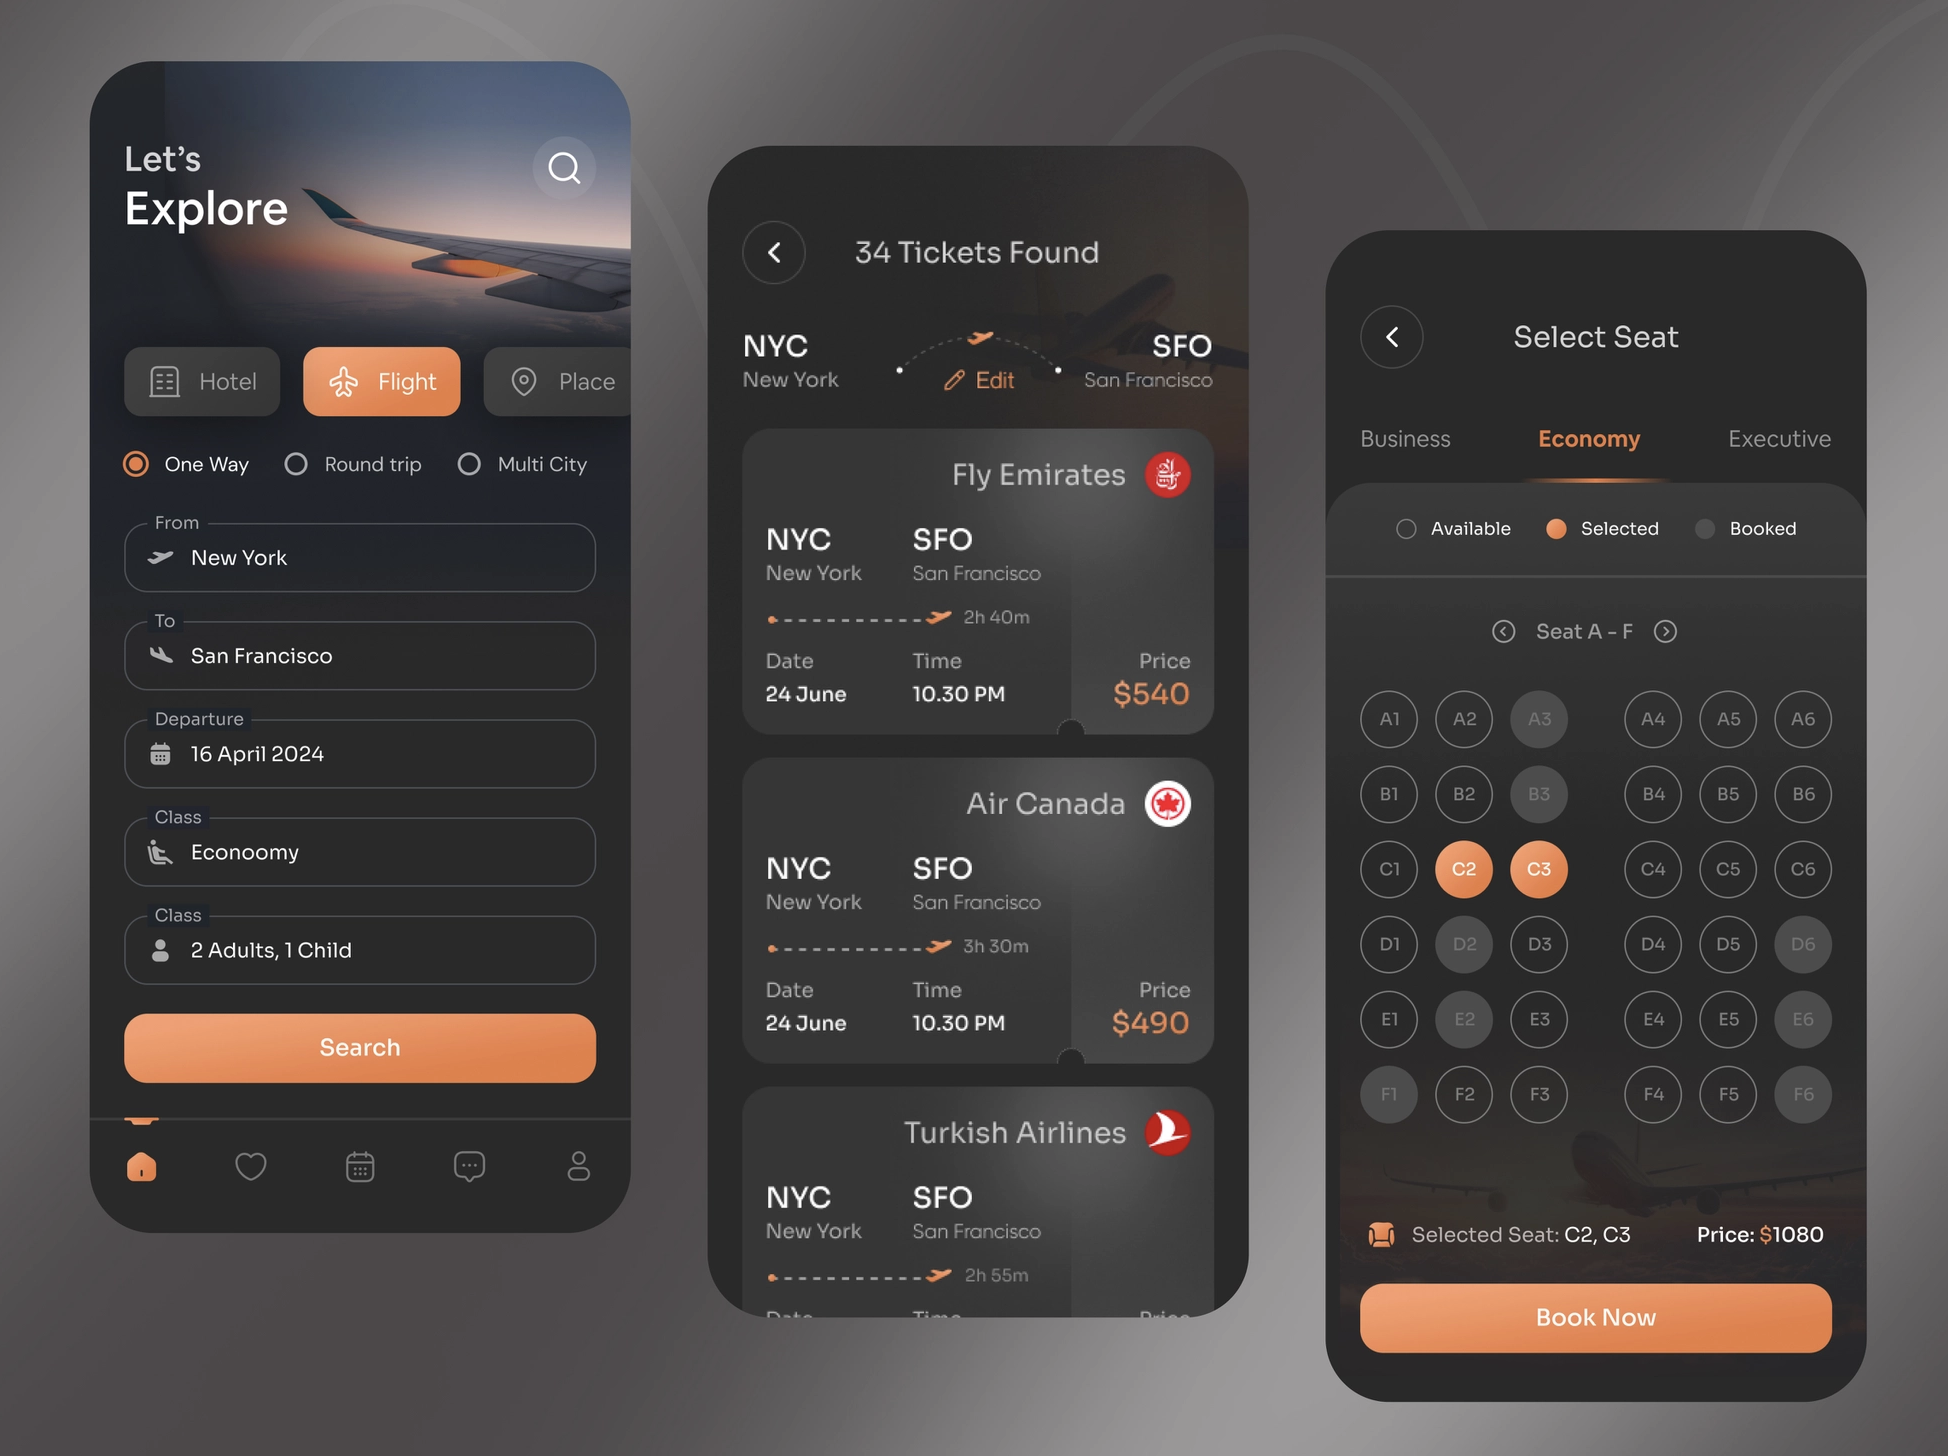 Let's
Explore
Hotel
Flight
Place
One Way
Round trip
Multi City
From
New York
To
San Francisco
Departure
16 April 2024
Class
Econoomy
Class
2 Adults, 1 Child
Search
34 Tickets Found
NYC
SFO
New York
Edit
San Francisco
Fly Emirates
NYC SFO
New York San Francisco
2h 40m
Date Time Price
24 June 10.30 PM $540
Air Canada
NYC SFO
New York San Francisco
3h 30m
Date Time Price
24 June 10.30 PM $490
Turkish Airlines
NYC SFO
New York San Francisco
2h 55m
Date Time Price
Select Seat
Business Economy Executive
Available Selected Booked
Seat A - F
A1 A2 A3 A4 A5 A6
B1 B2 B3 B4 B5 B6
C1 C2 C3 C4 C5 C6
D1 D2 D3 D4 D5 D6
E1 E2 E3 E4 E5 E6
F1 F2 F3 F4 F5 F6
Selected Seat: C2, C3 Price: $1080
Book Now